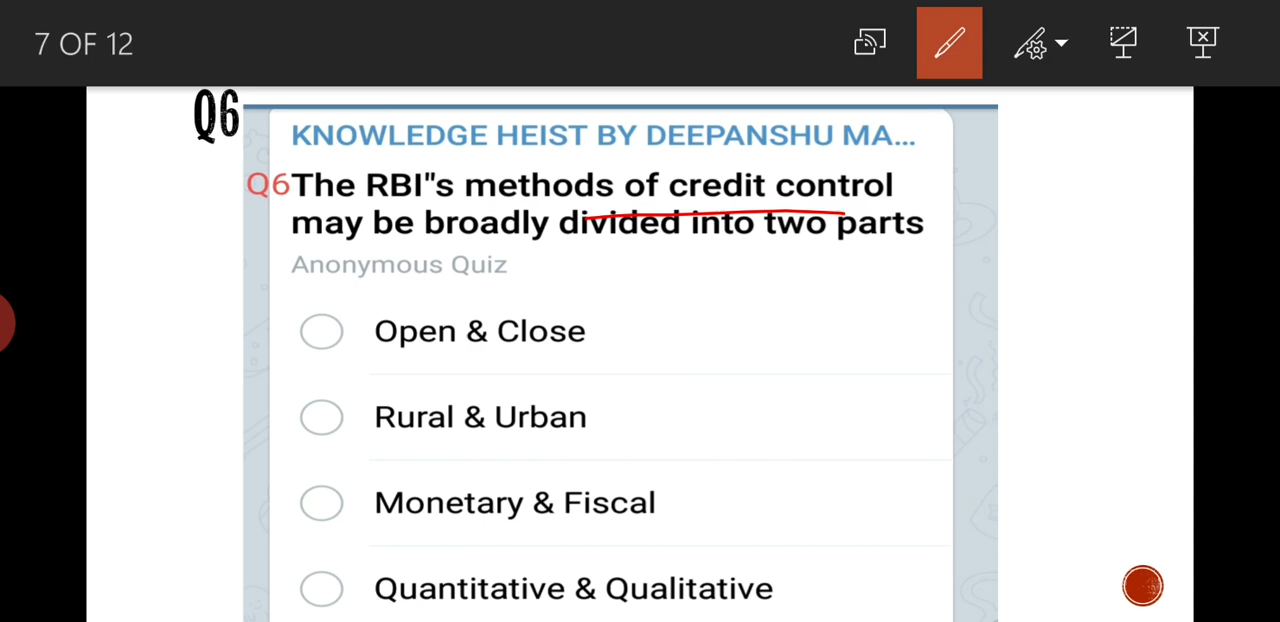 7 OF 12
Q6
KNOWLEDGE HEIST BY DEEPANSHU MA...
Q6The RBI"s methods of credit control
may be broadly divided into two parts
Anonymous Quiz
Open & Close
Rural & Urban
Monetary & Fiscal
Quantitative & Qualitative